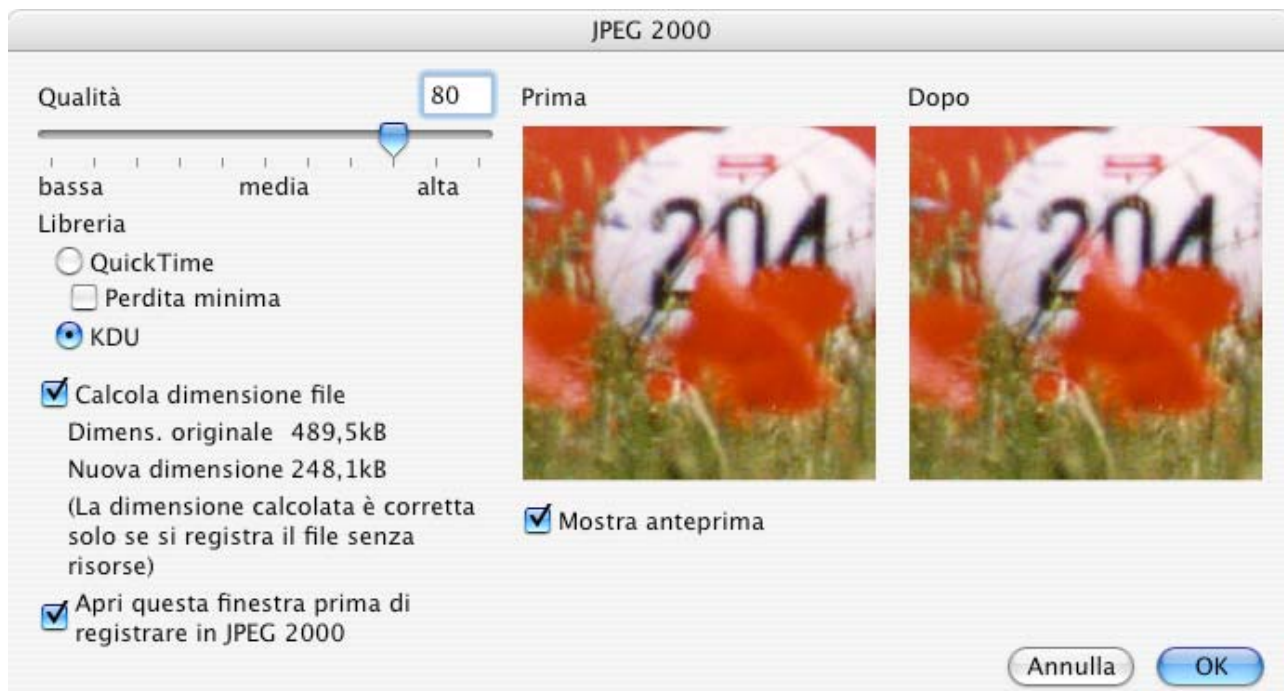 JPEG 2000
Qualità 80
bassa media alta
Libreria
QuickTime
Perdita minima
KDU
Calcola dimensione file
Dimens. originale 489,5kB
Nuova dimensione 248,1kB
(La dimensione calcolata è corretta
solo se si registra il file senza
risorse)
Apri questa finestra prima di
registrare in JPEG 2000
Prima
204
Dopo
204
Mostra anteprima
Annulla OK